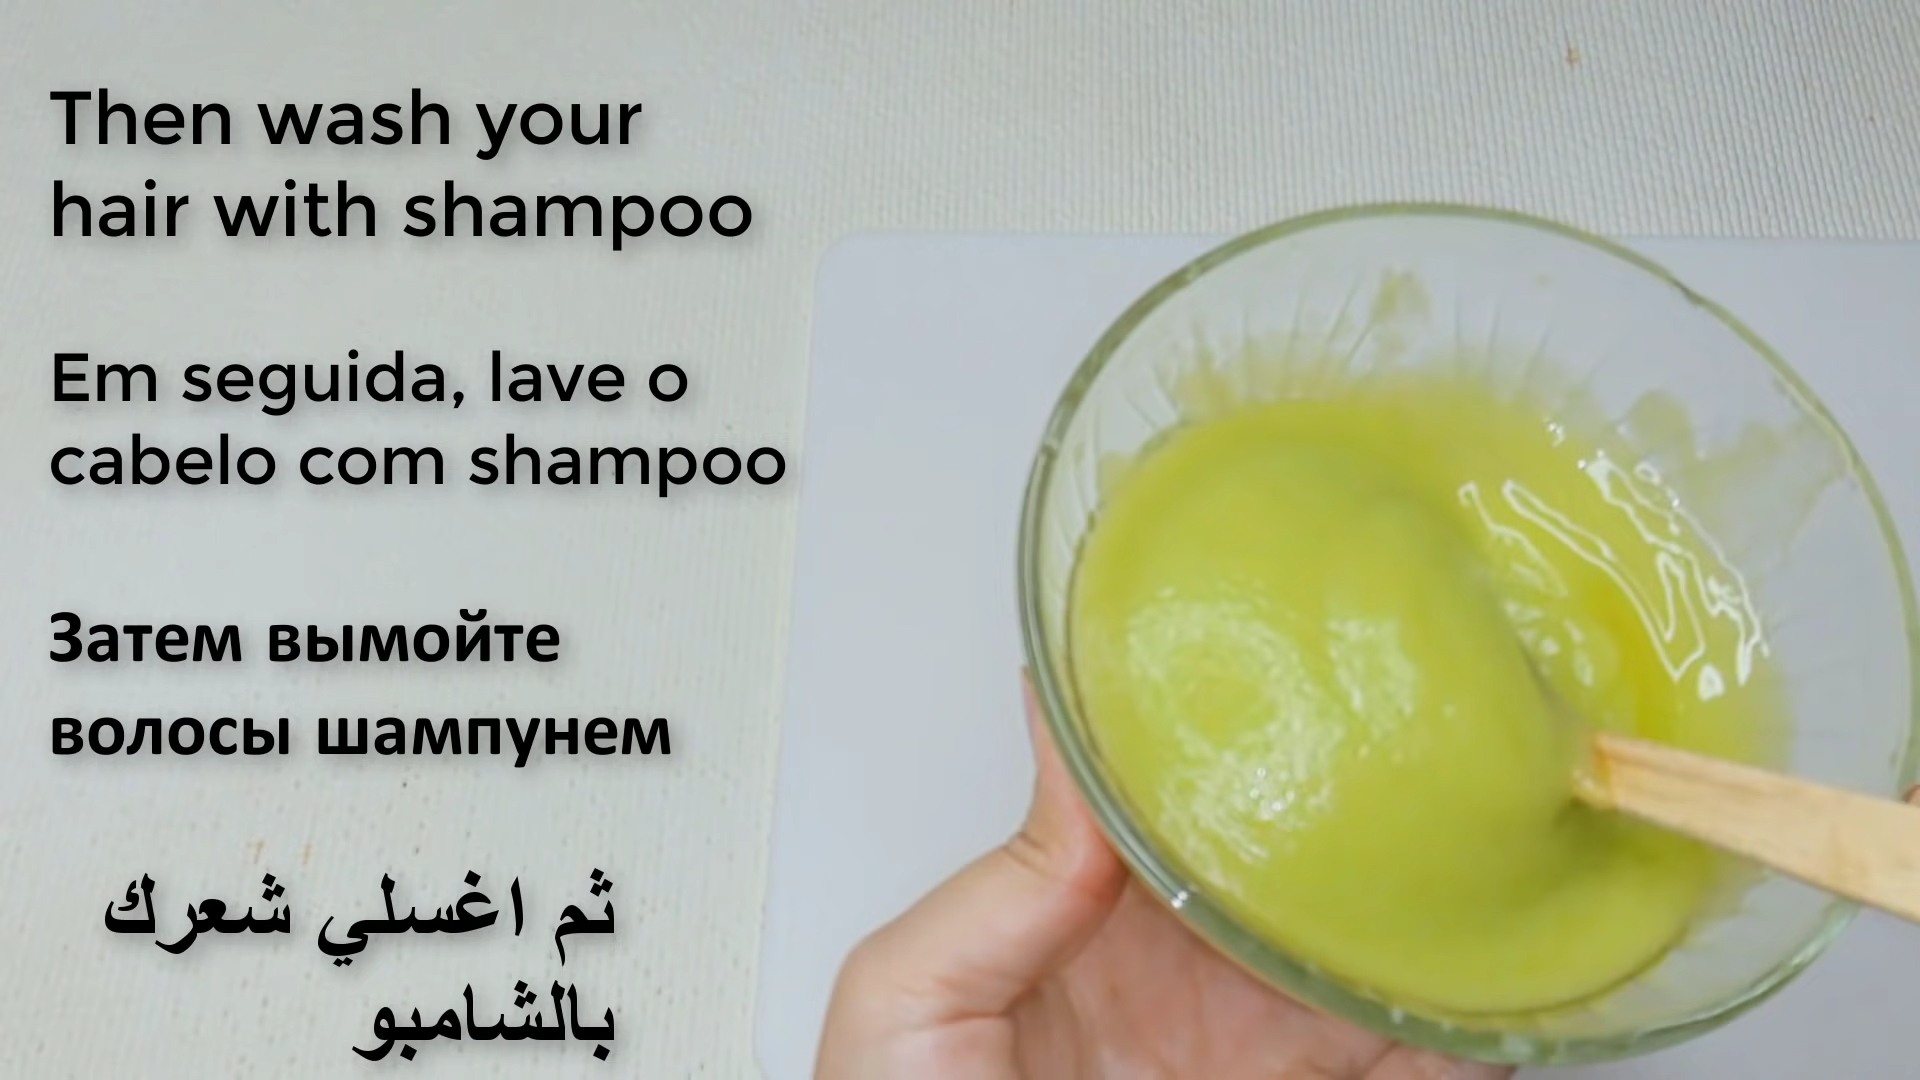 Then wash your
hair with shampoo
Em seguida, lave o
cabelo com shampoo
Затем вымойте
волосы шампунем
ثم اغسلي شعرك
بالشامبو